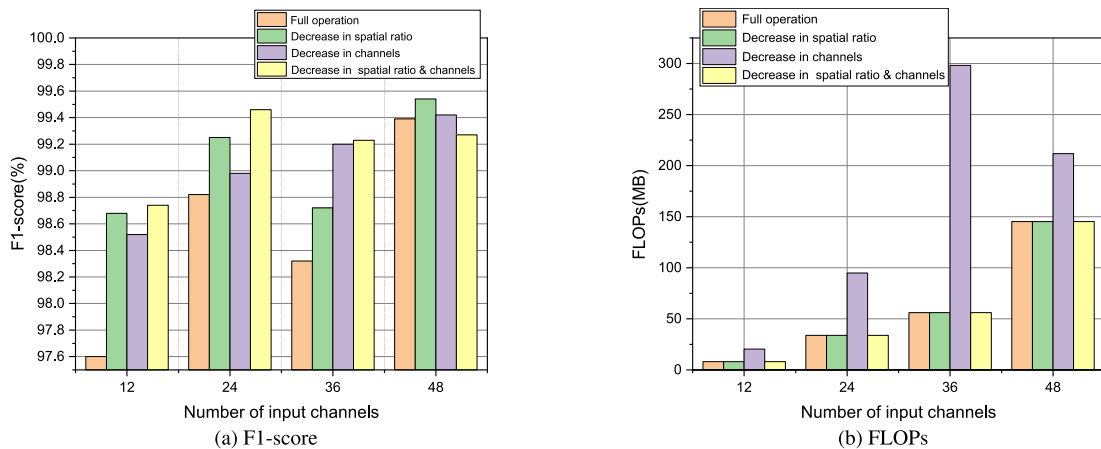 Full operation
Decrease in spatial ratio
Decrease in channels
Decrease in  spatial ratio & channels
100.0
99.8
99.6
99.4
99.2
99.0
98.8
98.6
98.4
98.2
98.0
97.8
97.6
F1-score(%)
12 24 36 48
Number of input channels
(a) F1-score
Full operation
Decrease in spatial ratio
Decrease in channels
Decrease in  spatial ratio & channels
300
250
200
150
100
50
0
FLOPs(MB)
12 24 36 48
Number of input channels
(b) FLOPs